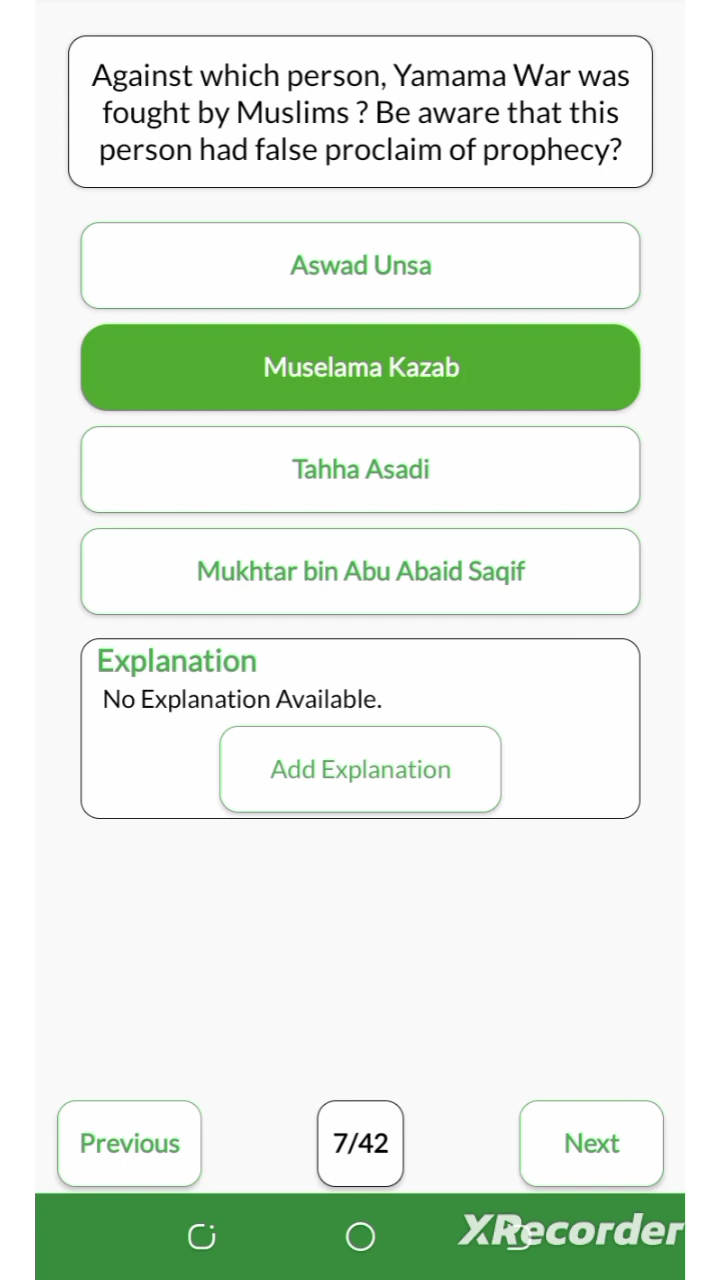 Against which person, Yamama War was
fought by Muslims ? Be aware that this
person had false proclaim of prophecy?
Aswad Unsa
Muselama Kazab
Tahha Asadi
Mukhtar bin Abu Abaid Saqif
Explanation
No Explanation Available.
Add Explanation
Previous
7/42
Next
XRecorder